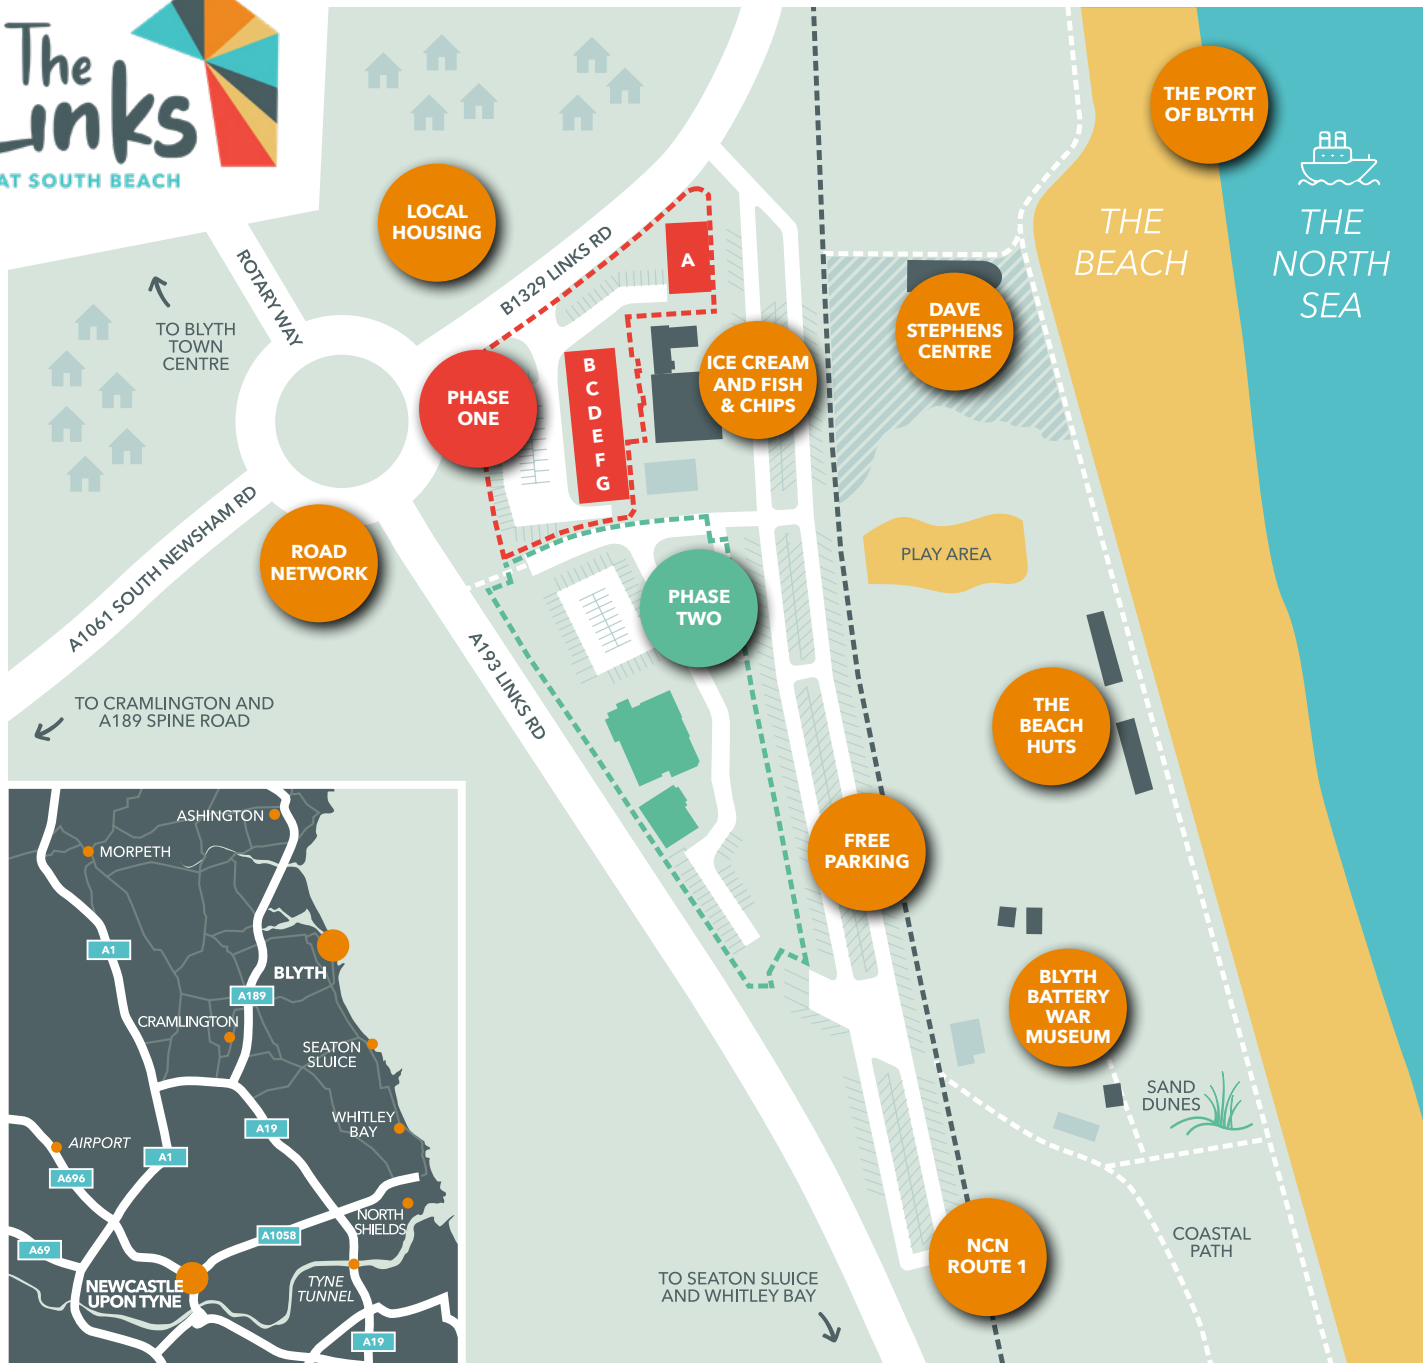 The
Links
AT SOUTH BEACH
LOCAL
HOUSING
ROTARY WAY
TO BLYTH
TOWN
CENTRE
B1329 LINKS RD
A
B
C
D
E
F
G
PHASE
ONE
ICE CREAM
AND FISH
& CHIPS
DAVE
STEPHENS
CENTRE
THE PORT
OF BLYTH
THE
BEACH
THE
NORTH
SEA
ROAD
NETWORK
A1061 SOUTH NEWSHAM RD
TO CRAMLINGTON AND
A189 SPINE ROAD
A193 LINKS RD
PHASE
TWO
PLAY AREA
THE
BEACH
HUTS
FREE
PARKING
BLYTH
BATTERY
WAR
MUSEUM
SAND
DUNES
COASTAL
PATH
NCN
ROUTE 1
TO SEATON SLUICE
AND WHITLEY BAY
ASHINGTON
MORPETH
A1
BLYTH
A189
CRAMLINGTON
SEATON
SLUICE
WHITLEY
BAY
A19
AIRPORT
A1
A696
NORTH
SHIELDS
A1058
A69
NEWCASTLE
UPON TYNE
TYNE
TUNNEL
A19